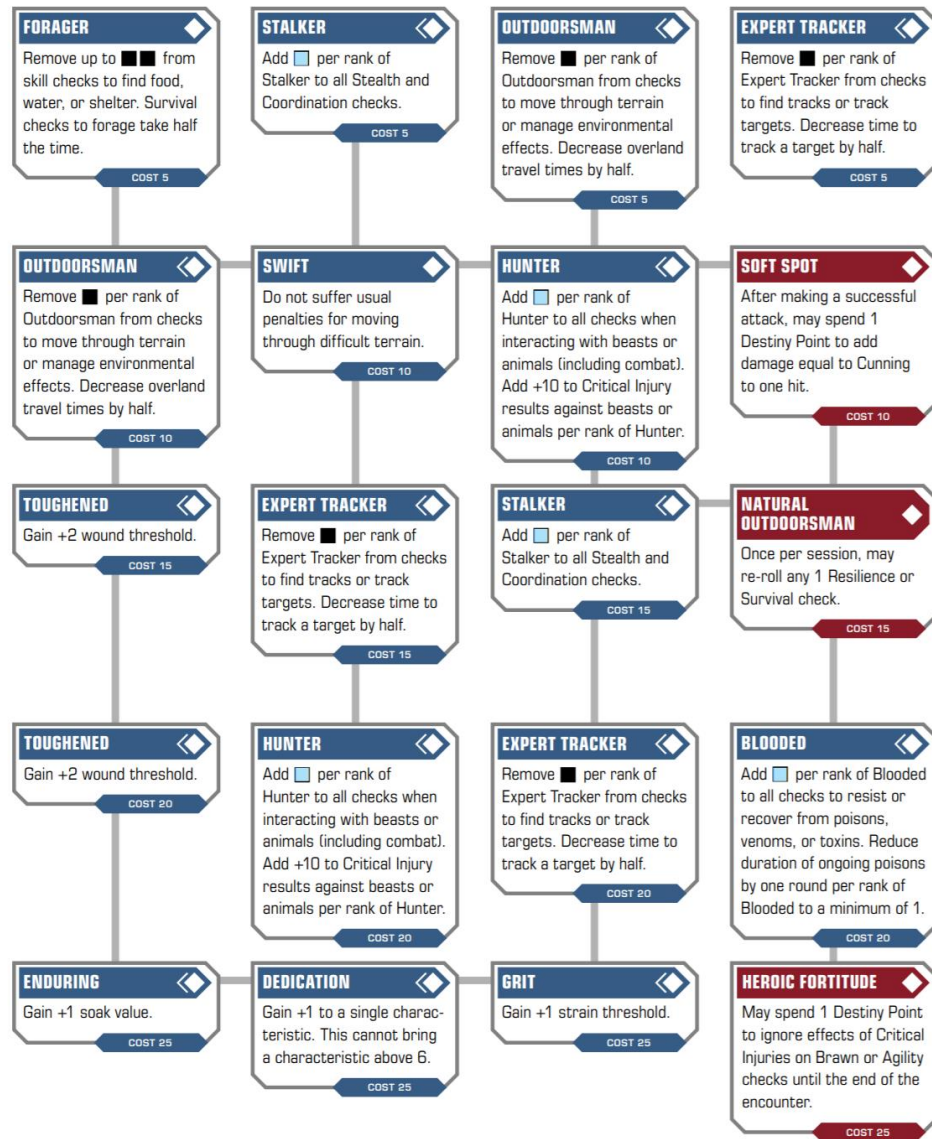 FORAGER
Remove up to ■ ■ from
skill checks to find food,
water, or shelter. Survival
checks to forage take half
the time.
COST 5
STALKER
Add □ per rank of
Stalker to all Stealth and
Coordination checks.
COST 5
OUTDOORSMAN
Remove ■ per rank of
Outdoorsman from checks
to move through terrain
or manage environmental
effects. Decrease overland
travel times by half.
COST 5
EXPERT TRACKER
Remove ■ per rank of
Expert Tracker from checks
to find tracks or track
targets. Decrease time to
track a target by half.
COST 5
OUTDOORSMAN
Remove ■ per rank of
Outdoorsman from checks
to move through terrain
or manage environmental
effects. Decrease overland
travel times by half.
COST 10
SWIFT
Do not suffer usual
penalties for moving
through difficult terrain.
COST 10
HUNTER
Add □ per rank of
Hunter to all checks when
interacting with beasts or
animals (including combat).
Add +10 to Critical Injury
results against beasts or
animals per rank of Hunter.
COST 10
SOFT SPOT
After making a successful
attack, may spend 1
Destiny Point to add
damage equal to Cunning
to one hit.
COST 10
TOUGHENED
Gain +2 wound threshold.
COST 15
EXPERT TRACKER
Remove ■ per rank of
Expert Tracker from checks
to find tracks or track
targets. Decrease time to
track a target by half.
COST 15
STALKER
Add □ per rank of
Stalker to all Stealth and
Coordination checks.
COST 15
NATURAL
OUTDOORSMAN
Once per session, may
re-roll any 1 Resilience or
Survival check.
COST 15
TOUGHENED
Gain +2 wound threshold.
COST 20
HUNTER
Add □ per rank of
Hunter to all checks when
interacting with beasts or
animals (including combat).
Add +10 to Critical Injury
results against beasts or
animals per rank of Hunter.
COST 20
EXPERT TRACKER
Remove ■ per rank of
Expert Tracker from checks
to find tracks or track
targets. Decrease time to
track a target by half.
COST 20
BLOODED
Add □ per rank of Blooded
to all checks to resist or
recover from poisons,
venoms, or toxins. Reduce
duration of ongoing poisons
by one round per rank of
Blooded to a minimum of 1.
COST 20
ENDURING
Gain +1 soak value.
COST 25
DEDICATION
Gain +1 to a single charac-
teristic. This cannot bring
a characteristic above 6.
COST 25
GRIT
Gain +1 strain threshold.
COST 25
HEROIC FORTITUDE
May spend 1 Destiny Point
to ignore effects of Critical
Injuries on Brawn or Agility
checks until the end of the
encounter.
COST 25